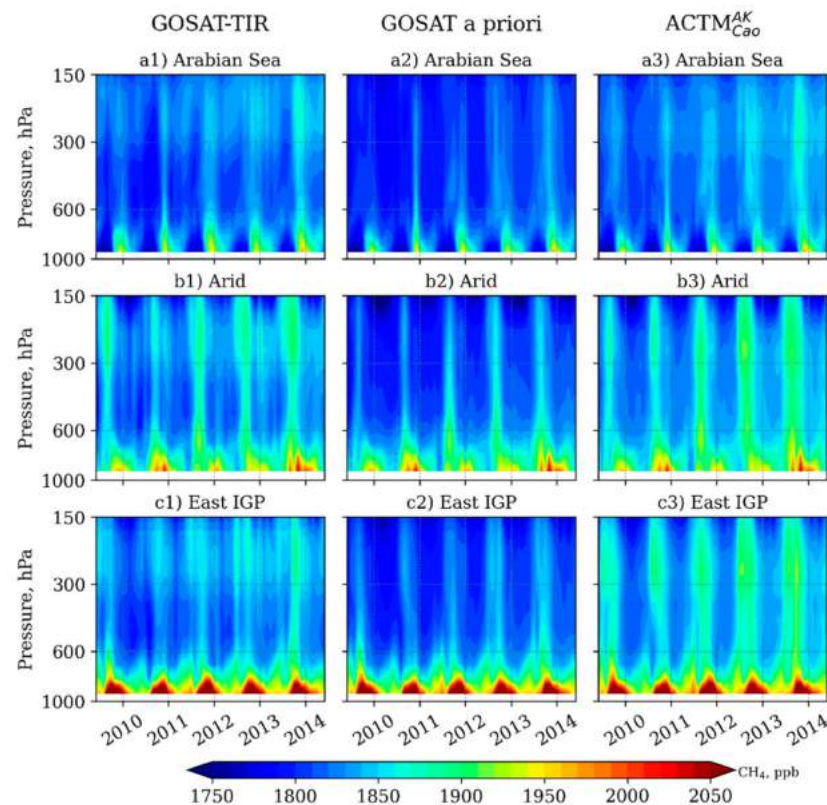 GOSAT-TIR GOSAT a priori ACTM^AK_Cao
a1) Arabian Sea a2) Arabian Sea a3) Arabian Sea
150
300
600
1000
Pressure, hPa
b1) Arid b2) Arid b3) Arid
150
300
600
1000
Pressure, hPa
c1) East IGP c2) East IGP c3) East IGP
150
300
600
1000
Pressure, hPa
2010 2011 2012 2013 2014 2010 2011 2012 2013 2014 2010 2011 2012 2013 2014
CH₄, ppb
1750 1800 1850 1900 1950 2000 2050